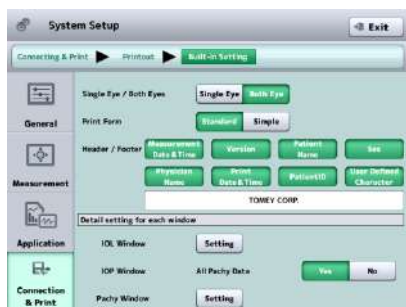 System Setup
Exit
Connecting & Print Printout Built-in Setting
General
Measurement
Application
Connection
& Print
Single Eye / Both Eyes
Single Eye Both Eye
Print Form
Standard Simple
Header / Footer
Measurement
Date & Time
Version
Patient
Name
Sex
Physician
Name
Print
Date & Time
PatientID
User Defined
Character
TOMEY CORP.
Detail setting for each window
IOL Window Setting
IOP Window All Pachy Data Yes No
Pachy Window Setting